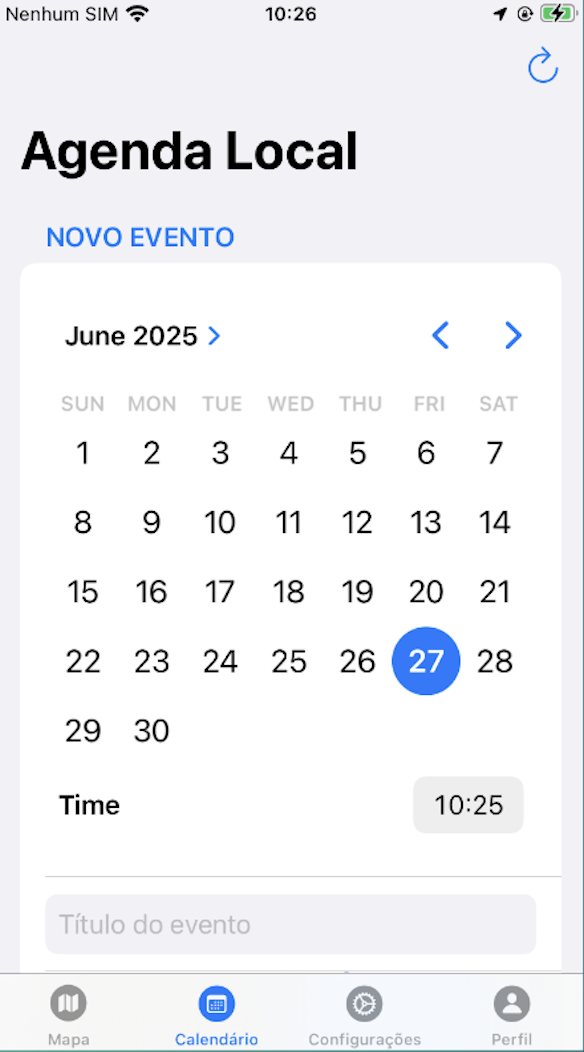 Nenhum SIM 10:26
Agenda Local
NOVO EVENTO
June 2025
SUN MON TUE WED THU FRI SAT
1 2 3 4 5 6 7
8 9 10 11 12 13 14
15 16 17 18 19 20 21
22 23 24 25 26 27 28
29 30
Time 10:25
Título do evento
Mapa Calendário Configurações Perfil